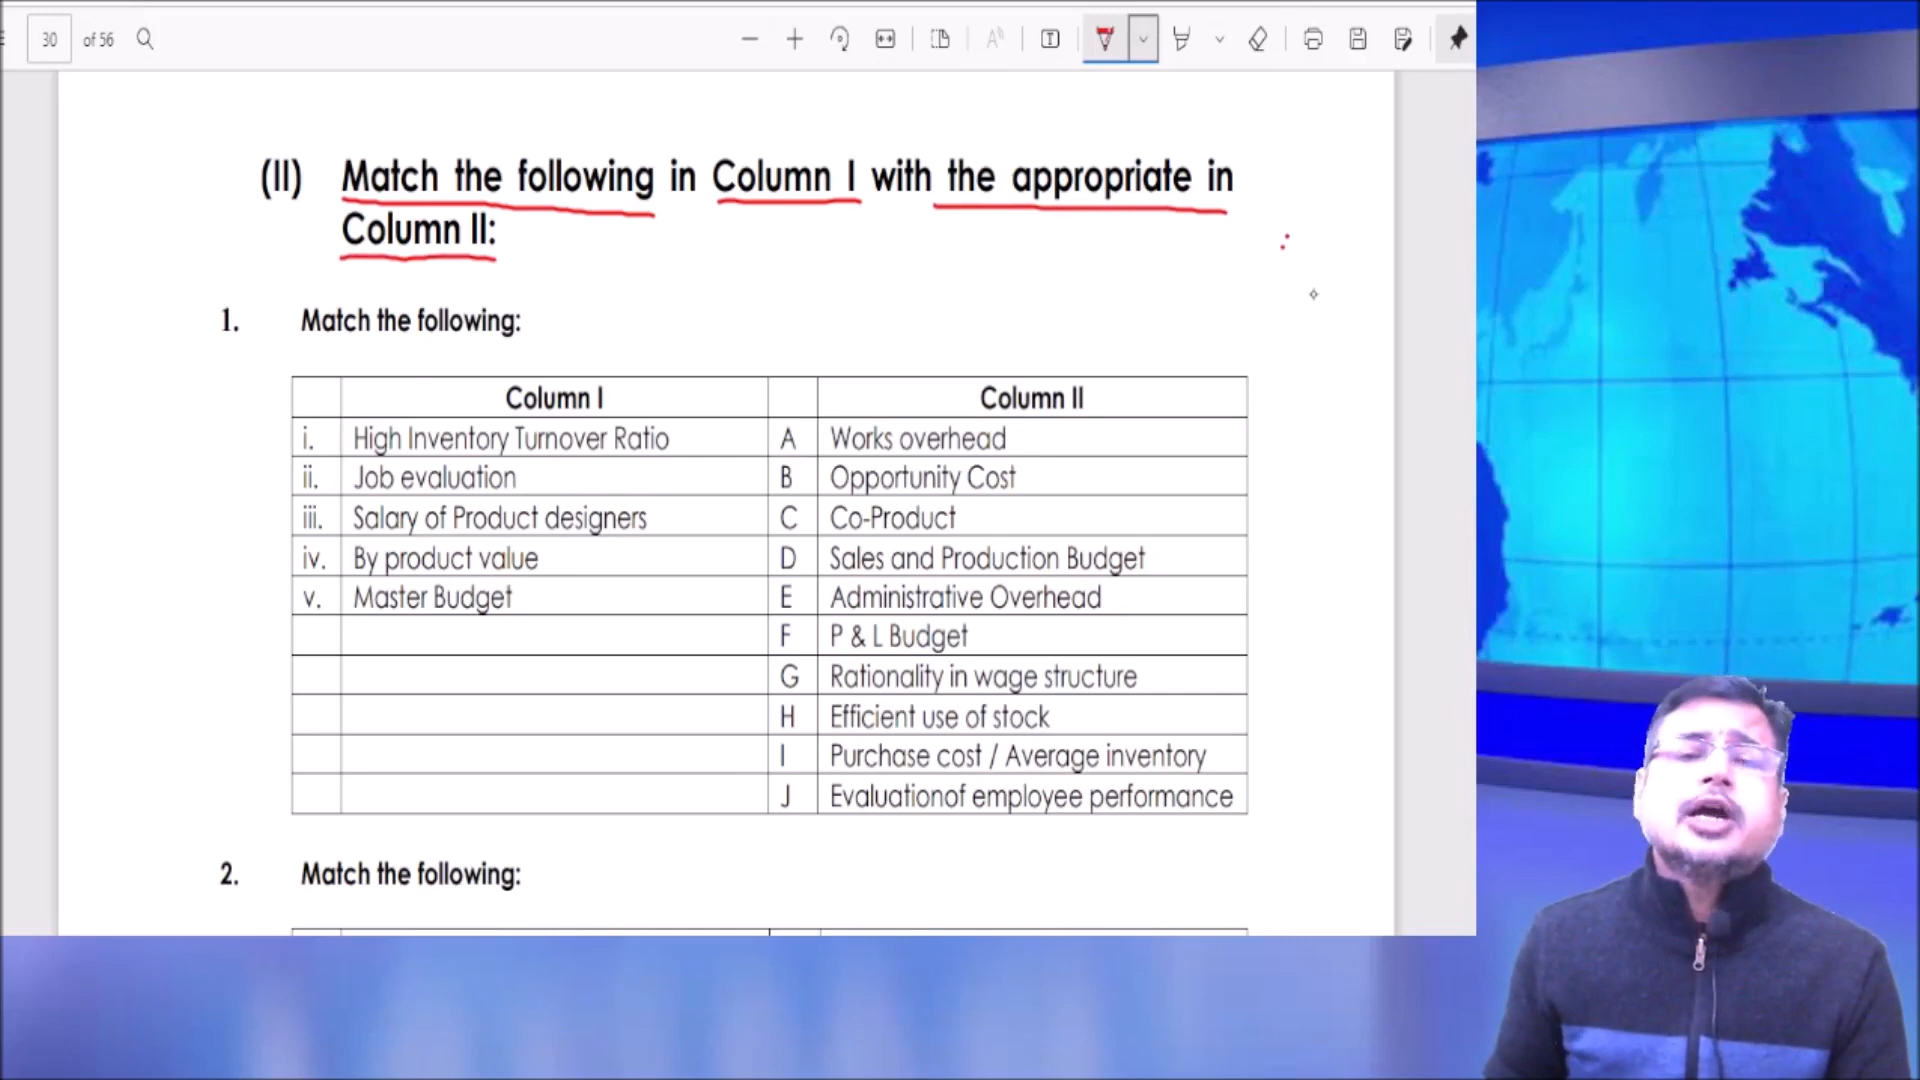 30 of 56
(II) Match the following in Column I with the appropriate in
Column II:
1. Match the following:
Column I Column II
i. High Inventory Turnover Ratio A Works overhead
ii. Job evaluation B Opportunity Cost
iii. Salary of Product designers C Co-Product
iv. By product value D Sales and Production Budget
v. Master Budget E Administrative Overhead
F P & L Budget
G Rationality in wage structure
H Efficient use of stock
I Purchase cost / Average inventory
J Evaluationof employee performance
2. Match the following: